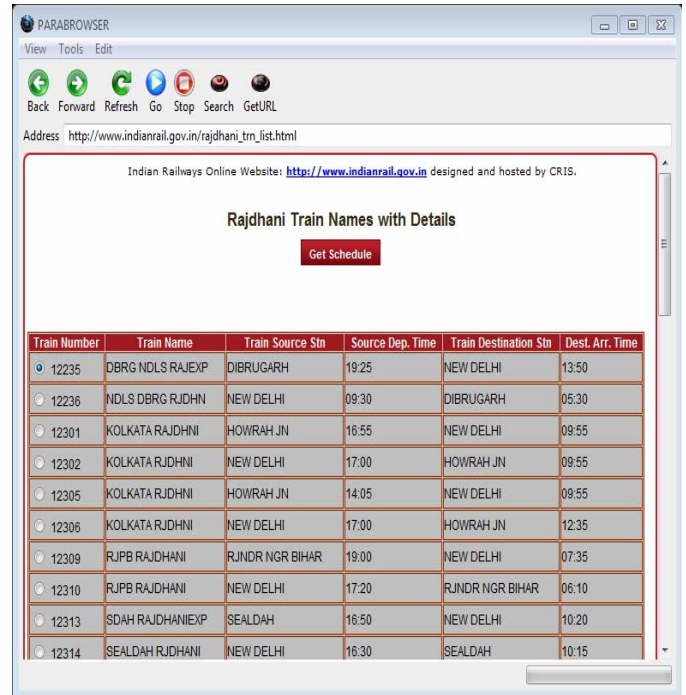 PARABROWSER
View Tools Edit
Back Forward Refresh Go Stop Search GetURL
Address http://www.indianrail.gov.in/rajdhani_trn_list.html
Indian Railways Online Website: http://www.indianrail.gov.in designed and hosted by CRIS.
Rajdhani Train Names with Details
Get Schedule
Train Number Train Name Train Source Stn Source Dep. Time Train Destination Stn Dest. Arr. Time
12235 DBRG NDLS RAJEXP DIBRUGARH 19:25 NEW DELHI 13:50
12236 NDLS DBRG RJDHN NEW DELHI 09:30 DIBRUGARH 05:30
12301 KOLKATA RAJDHNI HOWRAH JN 16:55 NEW DELHI 09:55
12302 KOLKATA RJDHNI NEW DELHI 17:00 HOWRAH JN 09:55
12305 KOLKATA RJDHNI HOWRAH JN 14:05 NEW DELHI 09:55
12306 KOLKATA RJDHNI NEW DELHI 17:00 HOWRAH JN 12:35
12309 RJPB RAJDHANI RJNDR NGR BIHAR 19:00 NEW DELHI 07:35
12310 RJPB RAJDHANI NEW DELHI 17:20 RJNDR NGR BIHAR 06:10
12313 SDAH RAJDHANIEXP SEALDAH 16:50 NEW DELHI 10:20
12314 SEALDAH RJDHANI NEW DELHI 16:30 SEALDAH 10:15